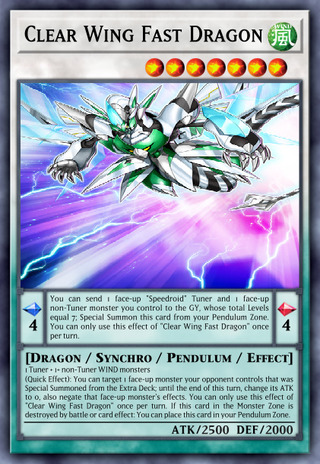 Clear Wing Fast Dragon
WIND
風
You can send 1 face-up "Speedroid" Tuner and 1 face-up
non-Tuner monster you control to the GY, whose total Levels
equal 7; Special Summon this card from your Pendulum Zone.
You can only use this effect of "Clear Wing Fast Dragon" once
per turn.
4
4
[Dragon / Synchro / Pendulum / Effect]
1 Tuner + 1+ non-Tuner WIND monsters
(Quick Effect): You can target 1 face-up monster your opponent controls that was
Special Summoned from the Extra Deck; until the end of this turn, change its ATK
to 0, also negate that face-up monster's effects. You can only use this effect of
"Clear Wing Fast Dragon" once per turn. If this card in the Monster Zone is
destroyed by battle or card effect: You can place this card in your Pendulum Zone.
ATK/2500 DEF/2000